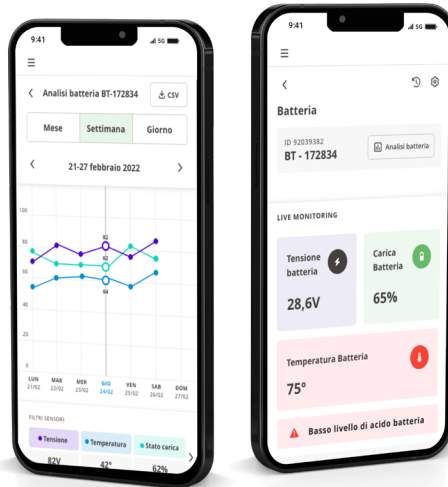 9:41
5G
Analisi batteria BT-172834
CSV
Mese
Settimana
Giorno
21-27 febbraio 2022
100
80
60
40
20
0
82
62
64
LUN
21/02
MAR
22/02
MER
23/02
GIO
24/02
VEN
25/02
SAB
26/02
DOM
27/02
FILTRI SENSORI
Tensione
Temperatura
Stato carica
82V
42°
62%
9:41
5G
Batteria
ID 92039382
BT - 172834
Analisi batteria
LIVE MONITORING
Tensione
batteria
28,6V
Carica
Batteria
65%
Temperatura Batteria
75°
Basso livello di acido batteria